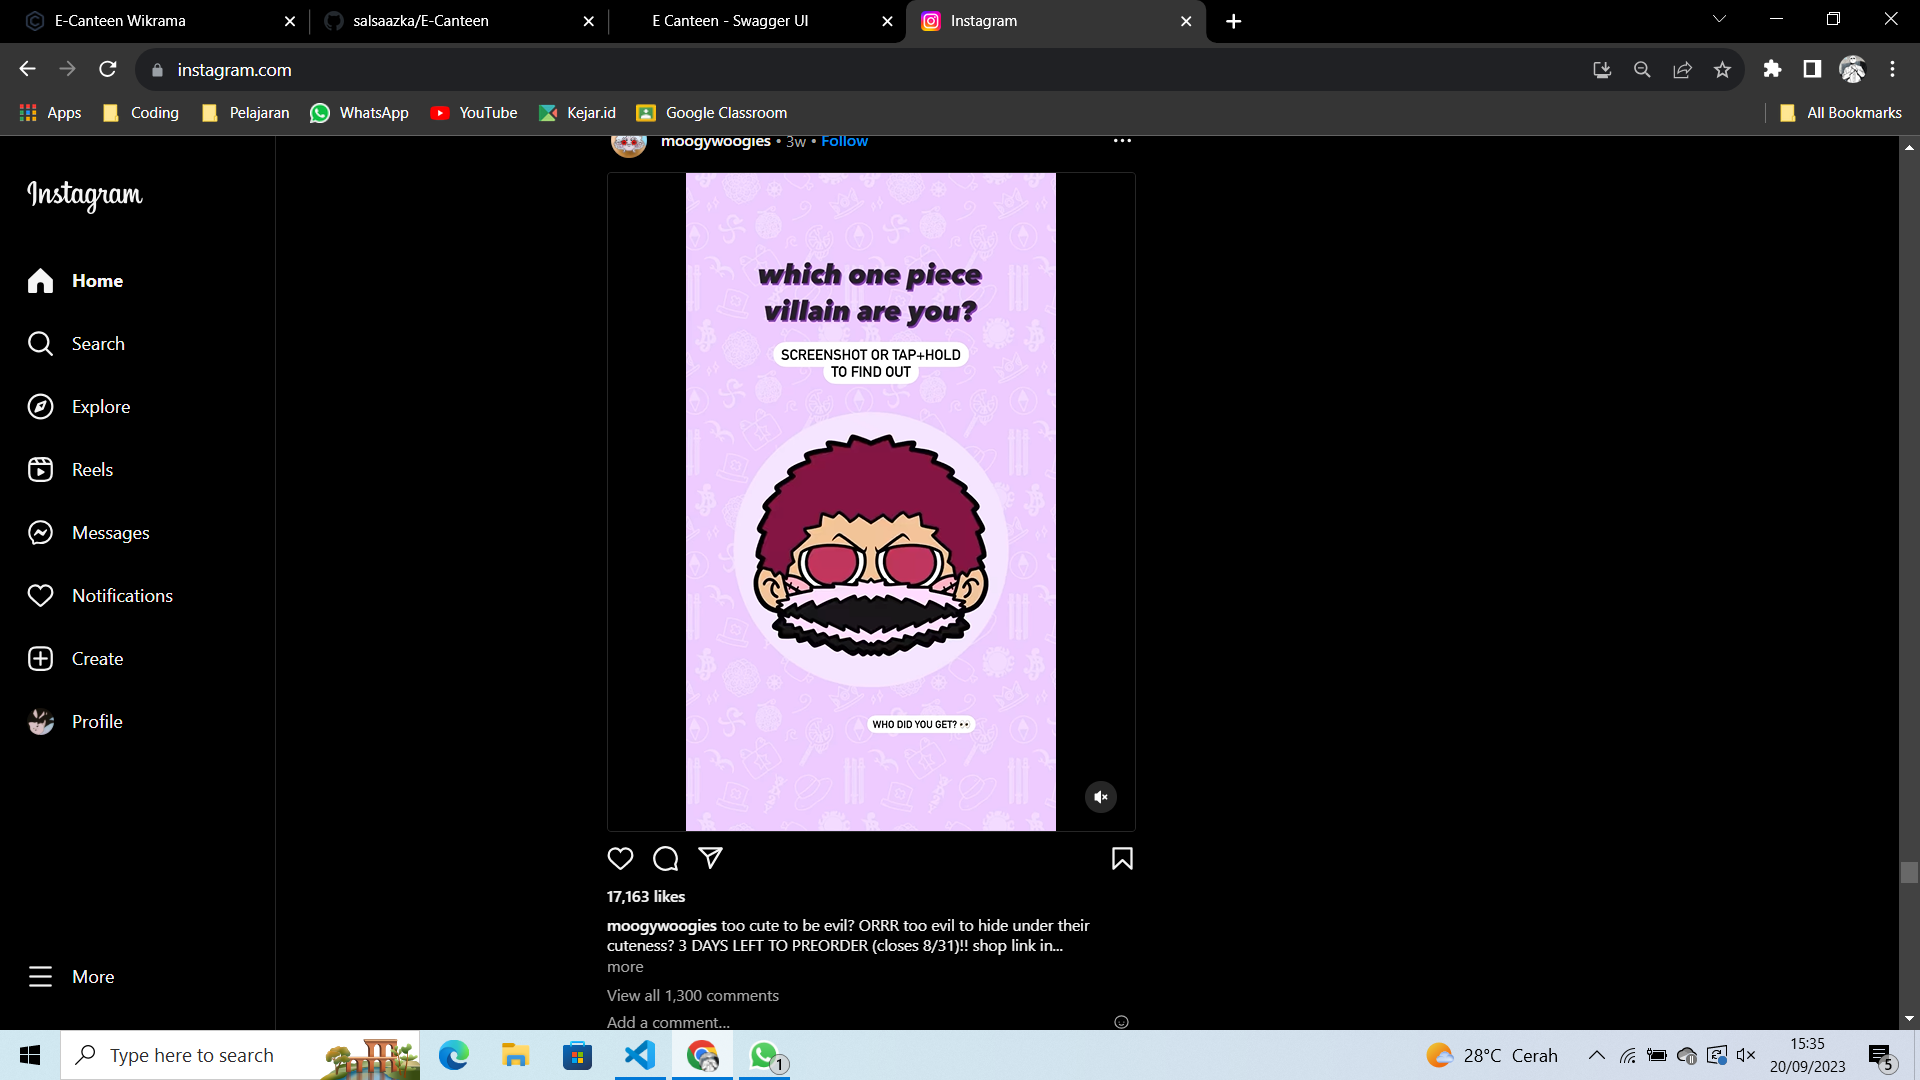 E-Canteen Wikrama
salsaazka/E-Canteen
E Canteen - Swagger UI
Instagram
instagram.com
Apps
Coding
Pelajaran
WhatsApp
YouTube
Kejar.id
Google Classroom
All Bookmarks
Instagram
Home
Search
Explore
Reels
Messages
Notifications
Create
Profile
More
moogywoogies • 3w • Follow
which one piece
villain are you?
SCREENSHOT OR TAP+HOLD
TO FIND OUT
WHO DID YOU GET? 👀
17,163 likes
moogywoogies too cute to be evil? ORRR too evil to hide under their
cuteness? 3 DAYS LEFT TO PREORDER (closes 8/31)!! shop link in...
more
View all 1,300 comments
Add a comment...
Type here to search
1
28°C Cerah
15:35
20/09/2023
5